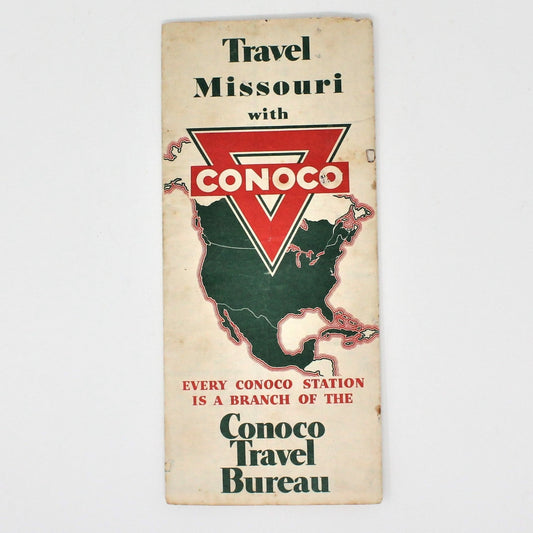 Travel
Missouri
with
CONOCO
EVERY CONOCO STATION
IS A BRANCH OF THE
Conoco
Travel
Bureau